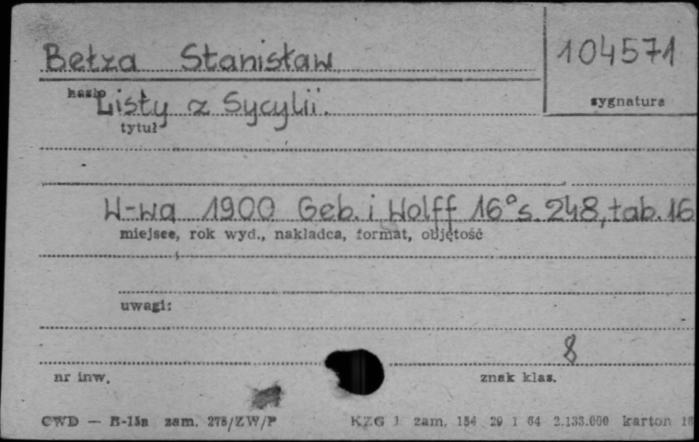 Bełza Stanisław 104571
hasło sygnatura
Listy z Sycylii.
tytuł
W-wa 1900 Geb. i Wolff 16° s. 248, tab. 16
miejsce, rok wyd., nakładca, format, objętość
uwagi:
8
nr inw. znak klas.
CWD — B-15a zam. 278/ZW/P KZG 1 zam. 154 29 I 64 2.133.000 karton